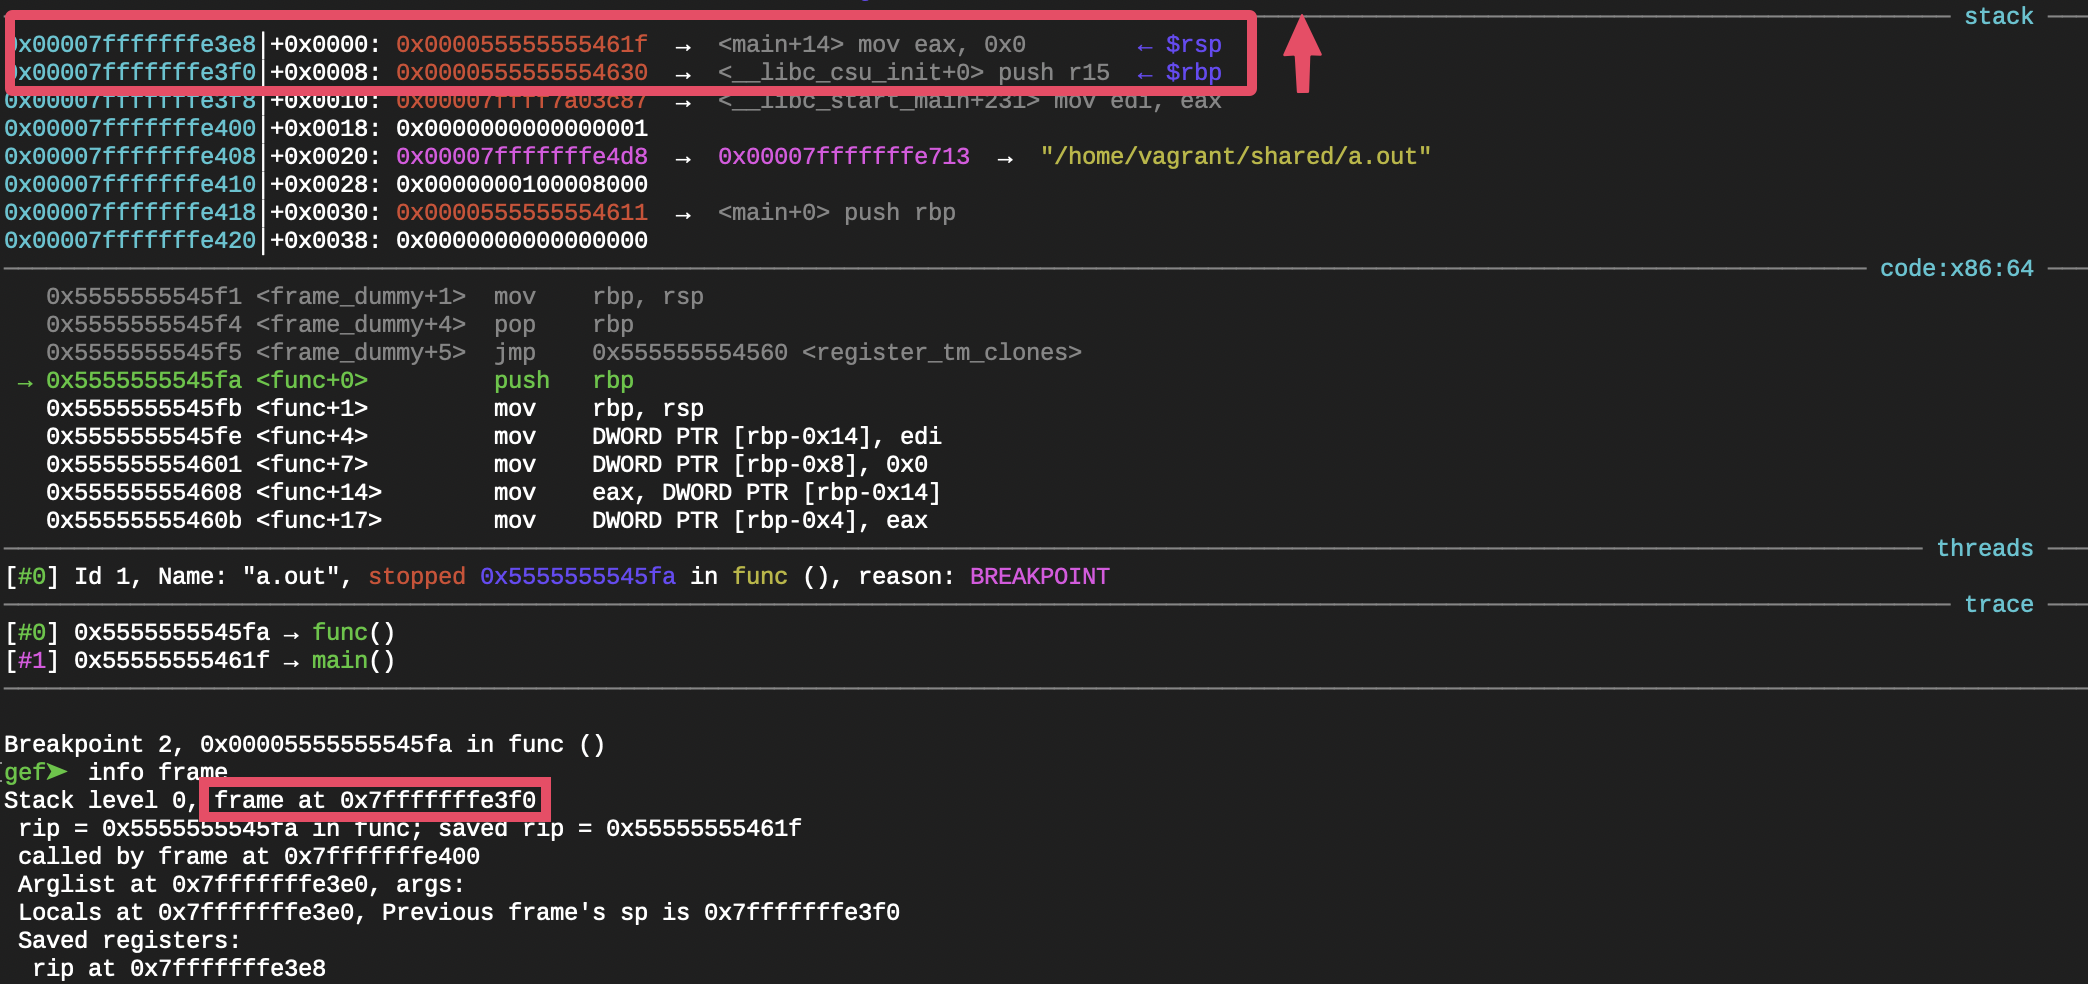 stack
0x00007fffffffe3e8│+0x0000: 0x000055555555461f → <main+14> mov eax, 0x0 ← $rsp
0x00007fffffffe3f0│+0x0008: 0x0000555555554630 → <__libc_csu_init+0> push r15 ← $rbp
0x00007fffffffe3f8│+0x0010: 0x00007ffff7a03c87 → <__libc_start_main+231> mov edi, eax
0x00007fffffffe400│+0x0018: 0x0000000000000001
0x00007fffffffe408│+0x0020: 0x00007fffffffe4d8 → 0x00007fffffffe713 → "/home/vagrant/shared/a.out"
0x00007fffffffe410│+0x0028: 0x0000000100008000
0x00007fffffffe418│+0x0030: 0x0000555555554611 → <main+0> push rbp
0x00007fffffffe420│+0x0038: 0x0000000000000000
code:x86:64
0x5555555545f1 <frame_dummy+1> mov rbp, rsp
0x5555555545f4 <frame_dummy+4> pop rbp
0x5555555545f5 <frame_dummy+5> jmp 0x555555554560 <register_tm_clones>
→ 0x5555555545fa <func+0> push rbp
0x5555555545fb <func+1> mov rbp, rsp
0x5555555545fe <func+4> mov DWORD PTR [rbp-0x14], edi
0x555555554601 <func+7> mov DWORD PTR [rbp-0x8], 0x0
0x555555554608 <func+14> mov eax, DWORD PTR [rbp-0x14]
0x55555555460b <func+17> mov DWORD PTR [rbp-0x4], eax
threads
[#0] Id 1, Name: "a.out", stopped 0x5555555545fa in func (), reason: BREAKPOINT
trace
[#0] 0x5555555545fa → func()
[#1] 0x55555555461f → main()
Breakpoint 2, 0x00005555555545fa in func ()
gef➤ info frame
Stack level 0, frame at 0x7fffffffe3f0
rip = 0x5555555545fa in func; saved rip = 0x55555555461f
called by frame at 0x7fffffffe400
Arglist at 0x7fffffffe3e0, args:
Locals at 0x7fffffffe3e0, Previous frame's sp is 0x7fffffffe3f0
Saved registers:
rip at 0x7fffffffe3e8